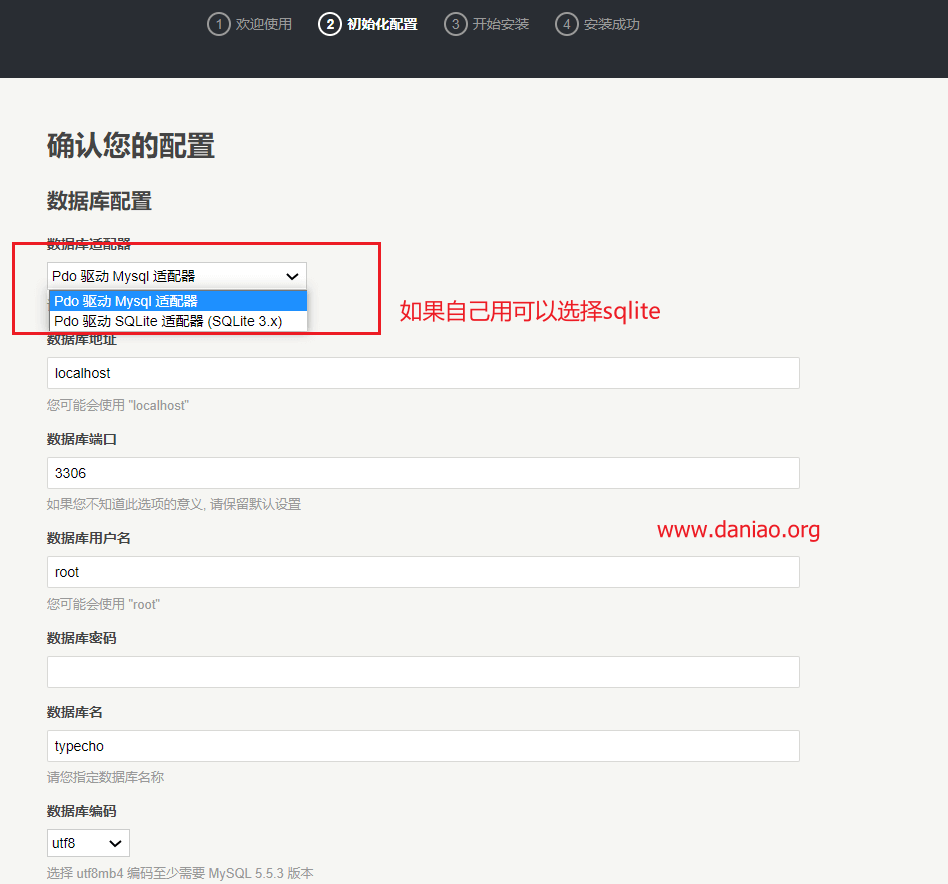 1 欢迎使用 2 初始化配置 3 开始安装 4 安装成功
确认您的配置
数据库配置
数据库适配器
Pdo 驱动 Mysql 适配器
Pdo 驱动 Mysql 适配器
Pdo 驱动 SQLite 适配器 (SQLite 3.x)
如果自己用可以选择sqlite
数据库地址
localhost
您可能会使用 "localhost"
数据库端口
3306
如果您不知道此选项的意义, 请保留默认设置
www.daniao.org
数据库用户名
root
您可能会使用 "root"
数据库密码
数据库名
typecho
请您指定数据库名称
数据库编码
utf8
选择 utf8mb4 编码至少需要 MySQL 5.5.3 版本